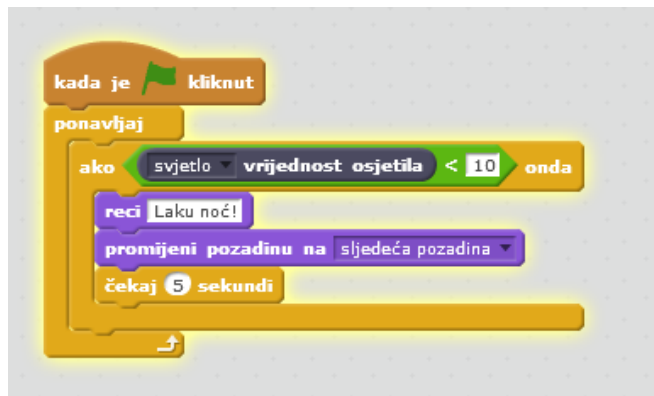 kada je kliknut
ponavljaj
ako svjetlo vrijednost osjetila < 10 onda
reci Laku noć!
promijeni pozadinu na sljedeća pozadina
čekaj 5 sekundi